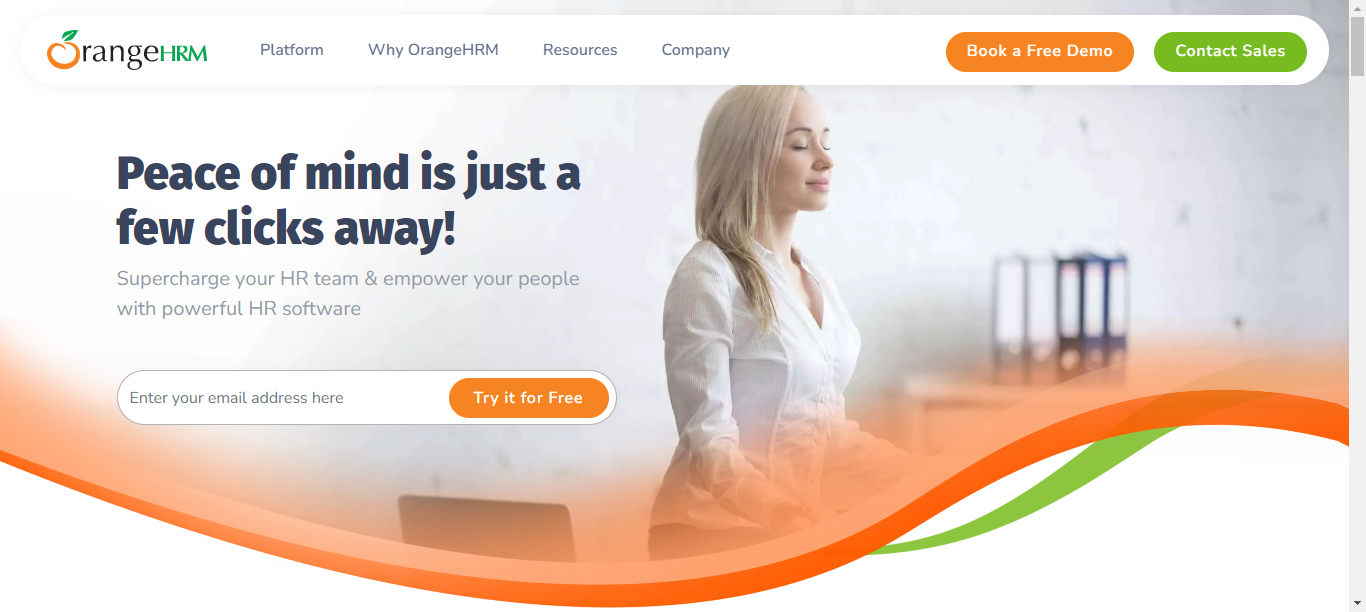 OrangeHRM
Platform
Why OrangeHRM
Resources
Company
Book a Free Demo
Contact Sales
Peace of mind is just a
few clicks away!
Supercharge your HR team & empower your people
with powerful HR software
Enter your email address here
Try it for Free